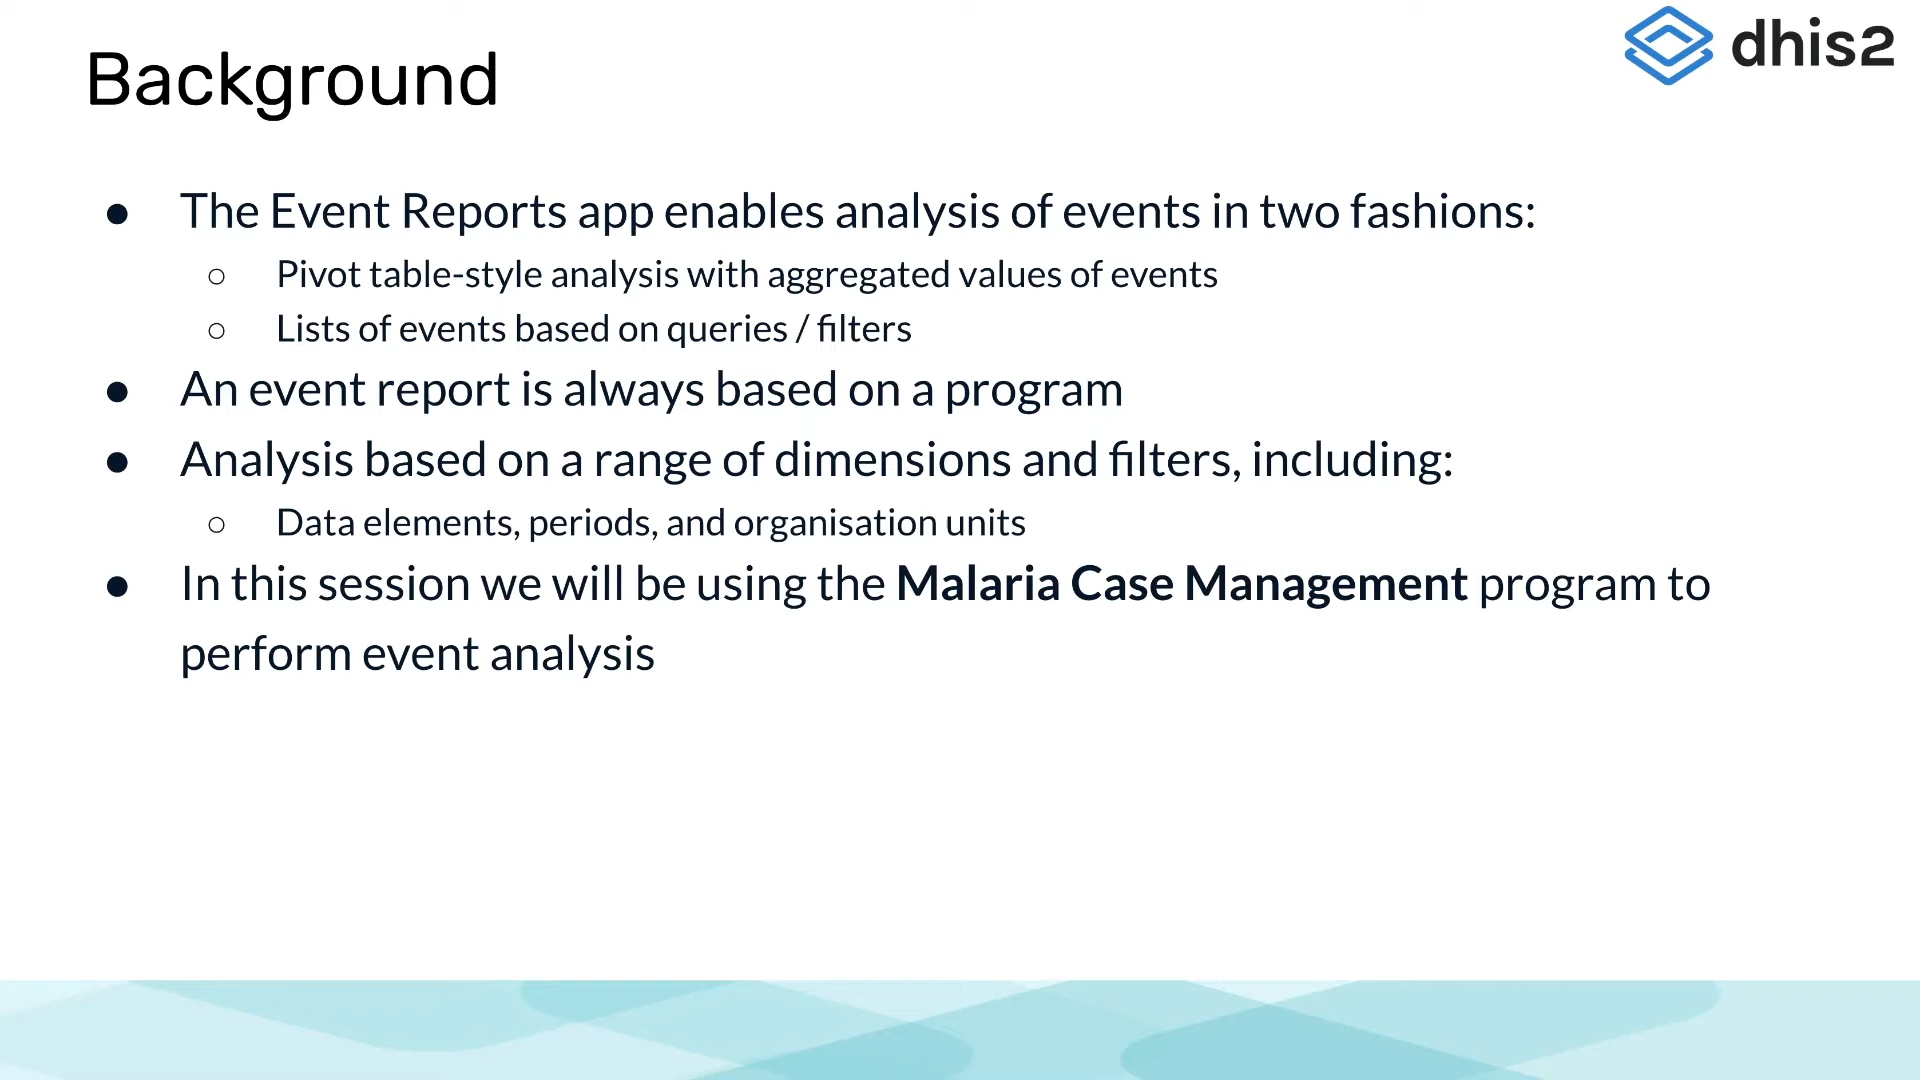 dhis2
Background
● The Event Reports app enables analysis of events in two fashions:
○ Pivot table-style analysis with aggregated values of events
○ Lists of events based on queries / filters
● An event report is always based on a program
● Analysis based on a range of dimensions and filters, including:
○ Data elements, periods, and organisation units
● In this session we will be using the Malaria Case Management program to
perform event analysis